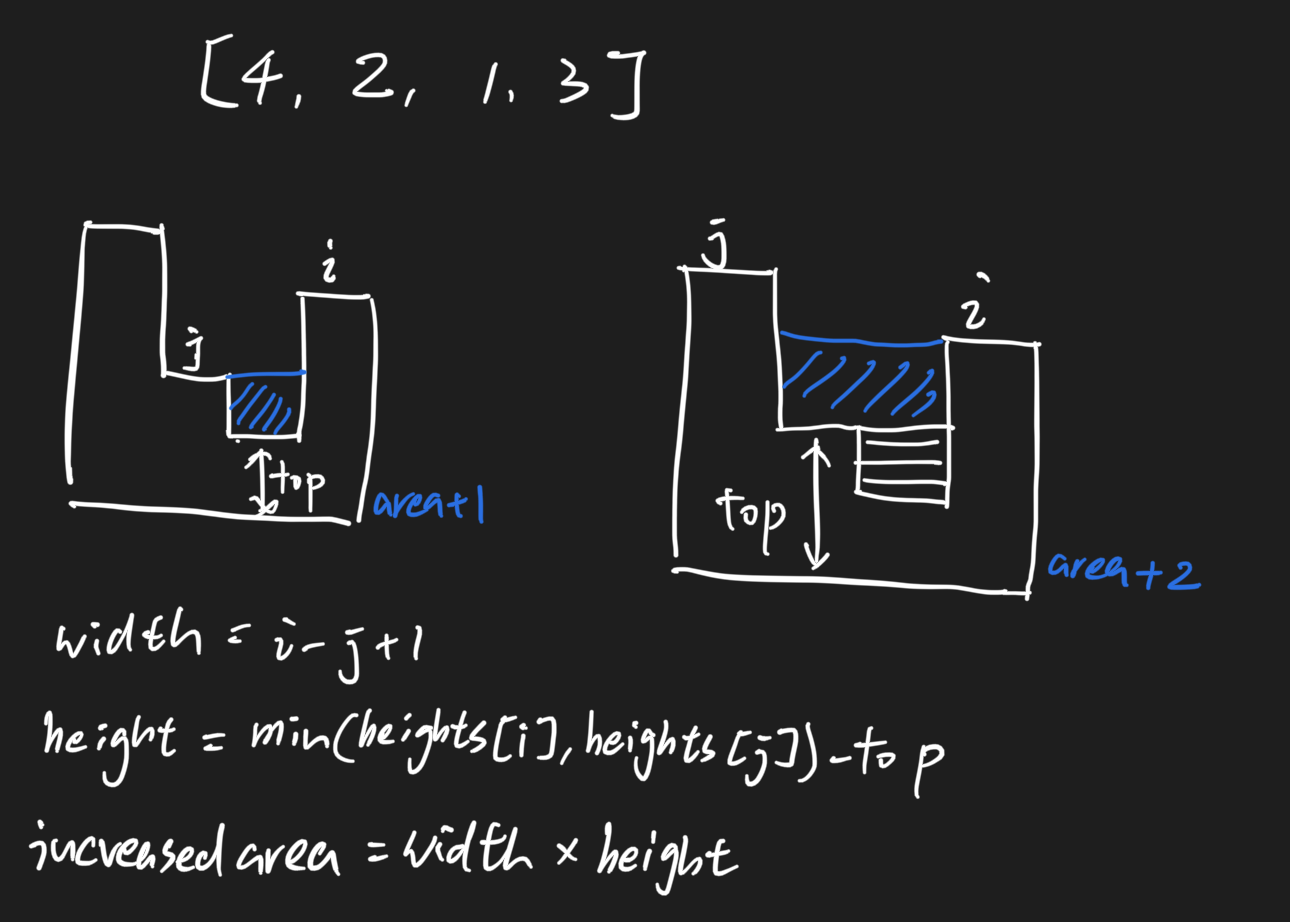 [4, 2, 1, 3]
i
j
top
area+1
j
i
top
area+2
width = i-j+1
height = min(heights[i], heights[j])-top
increased area = width × height